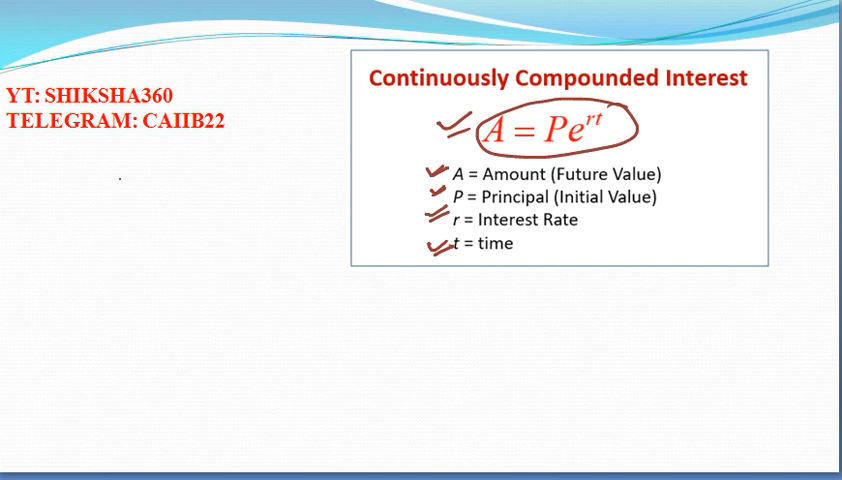 YT: SHIKSHA360
TELEGRAM: CAIIB22
Continuously Compounded Interest
A = Pe^{rt}
A = Amount (Future Value)
P = Principal (Initial Value)
r = Interest Rate
t = time